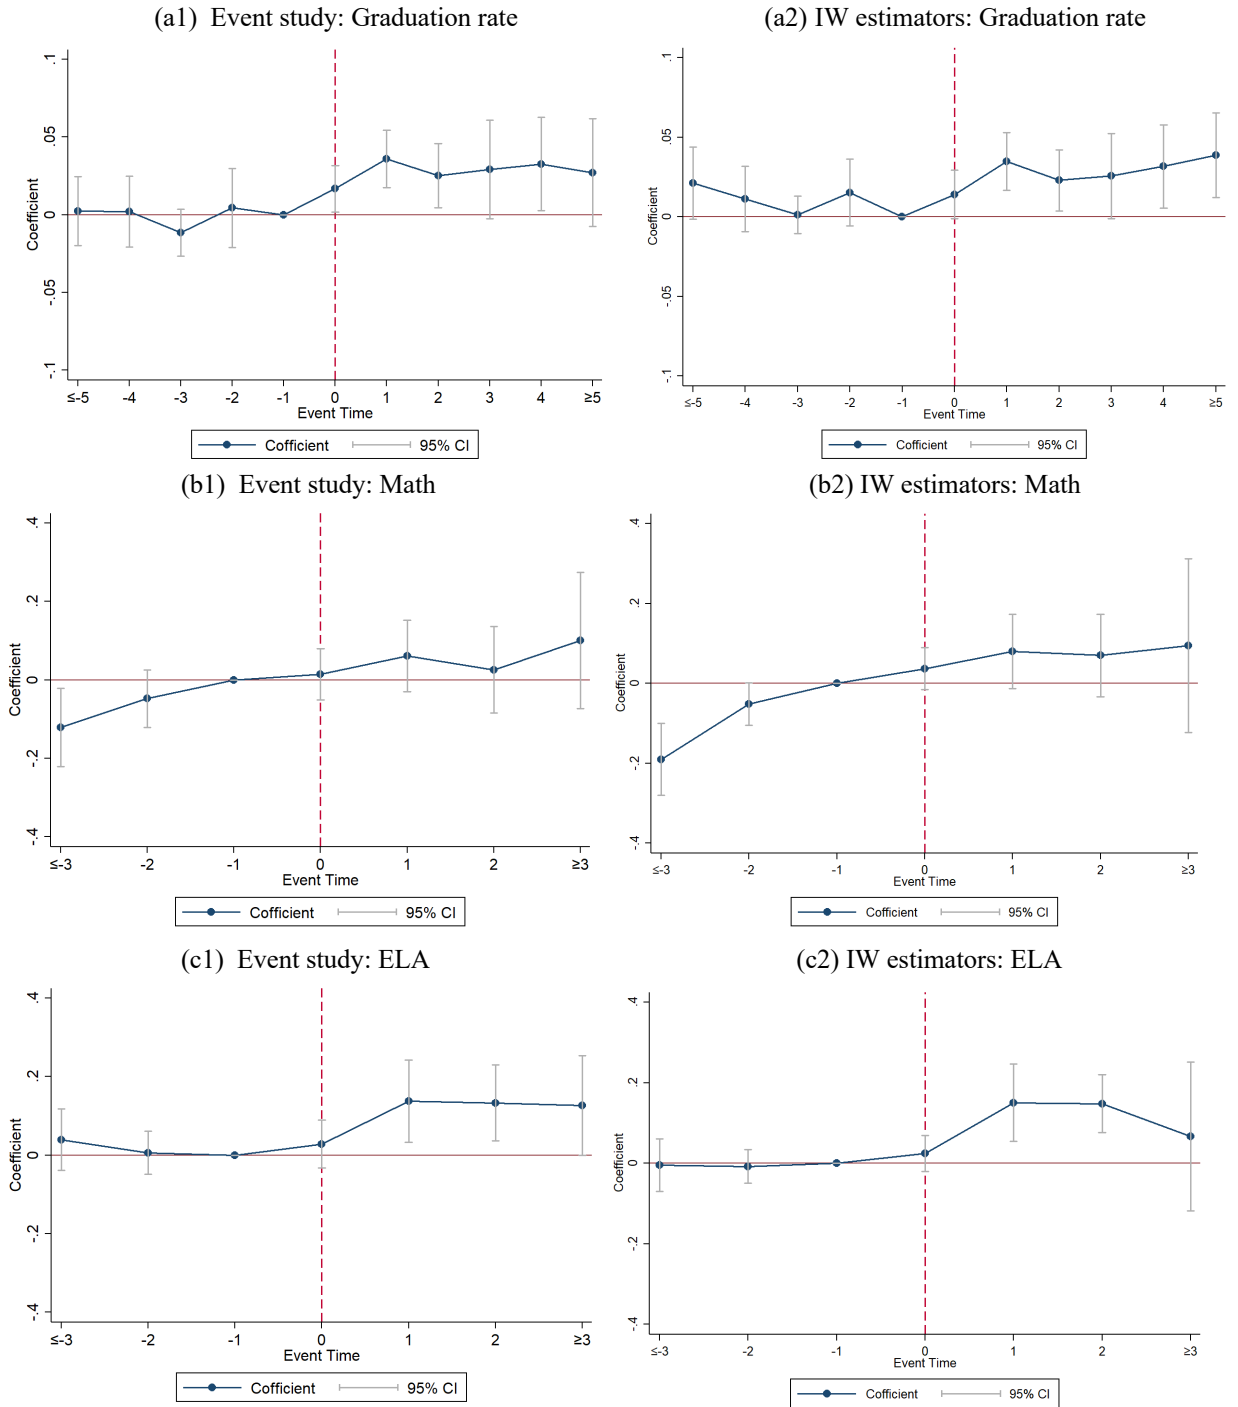 (a1)  Event study: Graduation rate
(a2) IW estimators: Graduation rate
Coefficient
.1
.05
0
-.05
-.1
≤-5 -4 -3 -2 -1 0 1 2 3 4 ≥5
Event Time
Cofficient 95% CI
Coefficient
.1
.05
0
-.05
-.1
≤-5 -4 -3 -2 -1 0 1 2 3 4 ≥5
Event Time
Cofficient 95% CI
(b1)  Event study: Math
(b2) IW estimators: Math
Coefficient
.4
.2
0
-.2
-.4
≤-3 -2 -1 0 1 2 ≥3
Event Time
Cofficient 95% CI
Coefficient
.4
.2
0
-.2
-.4
≤-3 -2 -1 0 1 2 ≥3
Event Time
Cofficient 95% CI
(c1)  Event study: ELA
(c2) IW estimators: ELA
Coefficient
.4
.2
0
-.2
-.4
≤-3 -2 -1 0 1 2 ≥3
Event Time
Cofficient 95% CI
Coefficient
.4
.2
0
-.2
-.4
≤-3 -2 -1 0 1 2 ≥3
Event Time
Cofficient 95% CI